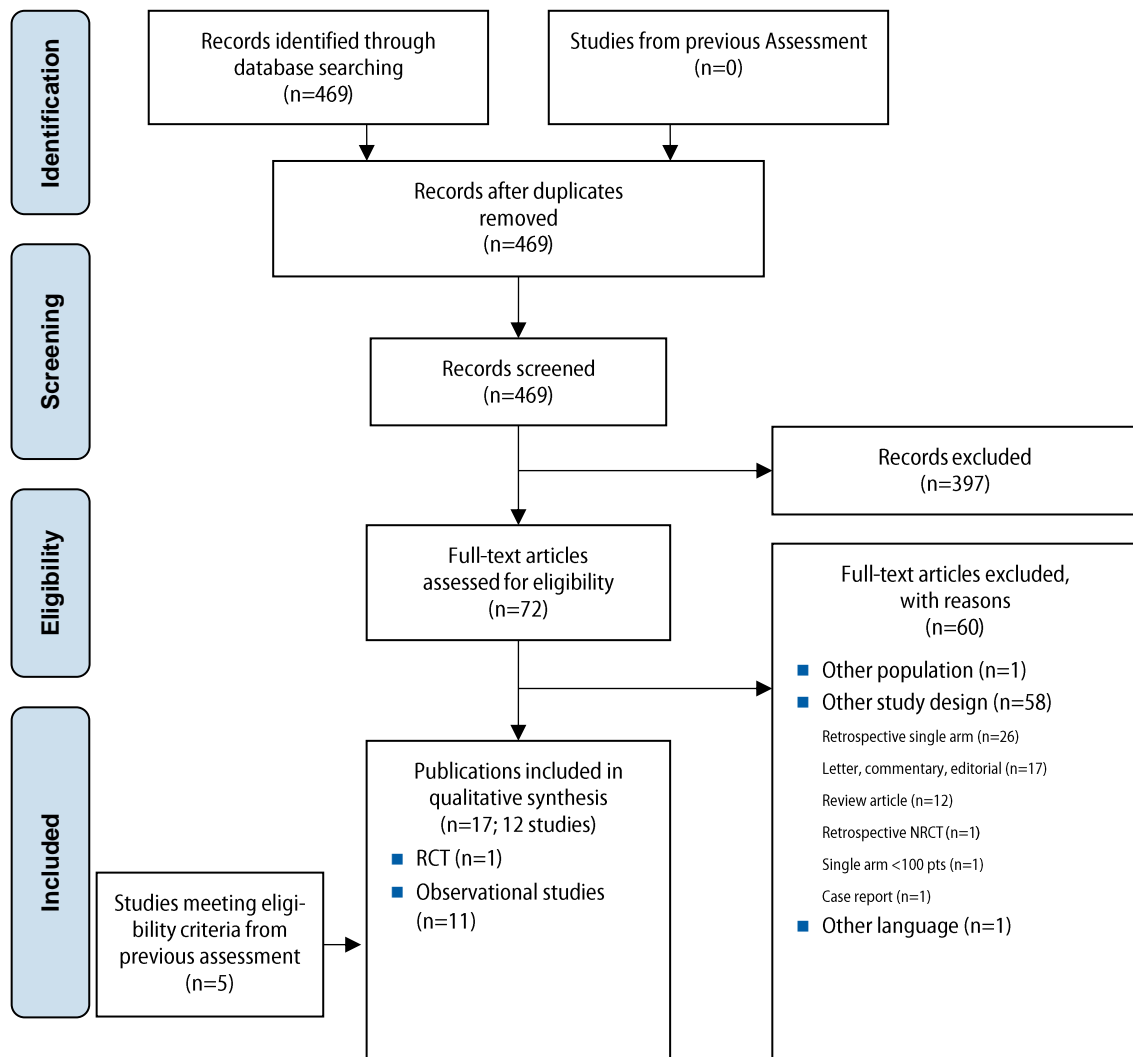 Identification
Records identified through
database searching
(n=469)
Studies from previous Assessment
(n=0)
Records after duplicates
removed
(n=469)
Screening
Records screened
(n=469)
Records excluded
(n=397)
Eligibility
Full-text articles
assessed for eligibility
(n=72)
Full-text articles excluded,
with reasons
(n=60)
Other population (n=1)
Other study design (n=58)
Retrospective single arm (n=26)
Letter, commentary, editorial (n=17)
Review article (n=12)
Retrospective NRCT (n=1)
Single arm <100 pts (n=1)
Case report (n=1)
Other language (n=1)
Included
Publications included in
qualitative synthesis
(n=17; 12 studies)
RCT (n=1)
Observational studies
(n=11)
Studies meeting eligi-
bility criteria from
previous assessment
(n=5)